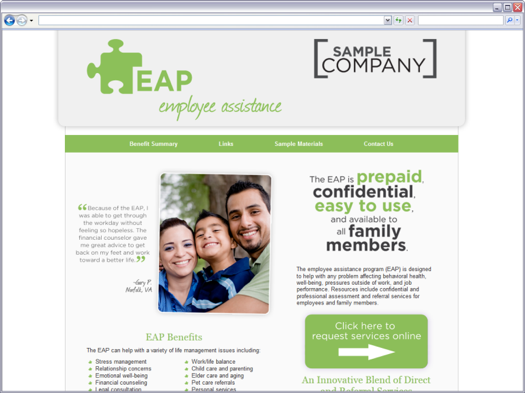 EAP
employee assistance
[SAMPLE
COMPANY]
Benefit Summary
Links
Sample Materials
Contact Us
“Because of the EAP, I
was able to get through
the workday without
feeling so hopeless. The
financial counselor gave
me great advice to get
back on my feet and work
toward a better life.”
-Gary P.
Norfolk, VA
The EAP is prepaid,
confidential,
easy to use,
and available to
all family
members.
The employee assistance program (EAP) is designed
to help with any problem affecting behavioral health,
well-being, pressures outside of work, and job
performance. Resources include confidential and
professional assessment and referral services for
employees and family members.
Click here to
request services online
EAP Benefits
The EAP can help with a variety of life management issues including:
Stress management
Relationship concerns
Emotional well-being
Financial counseling
Legal consultation
Work/life balance
Child care and parenting
Elder care and aging
Pet care referrals
Personal services
An Innovative Blend of Direct
and Referral Services